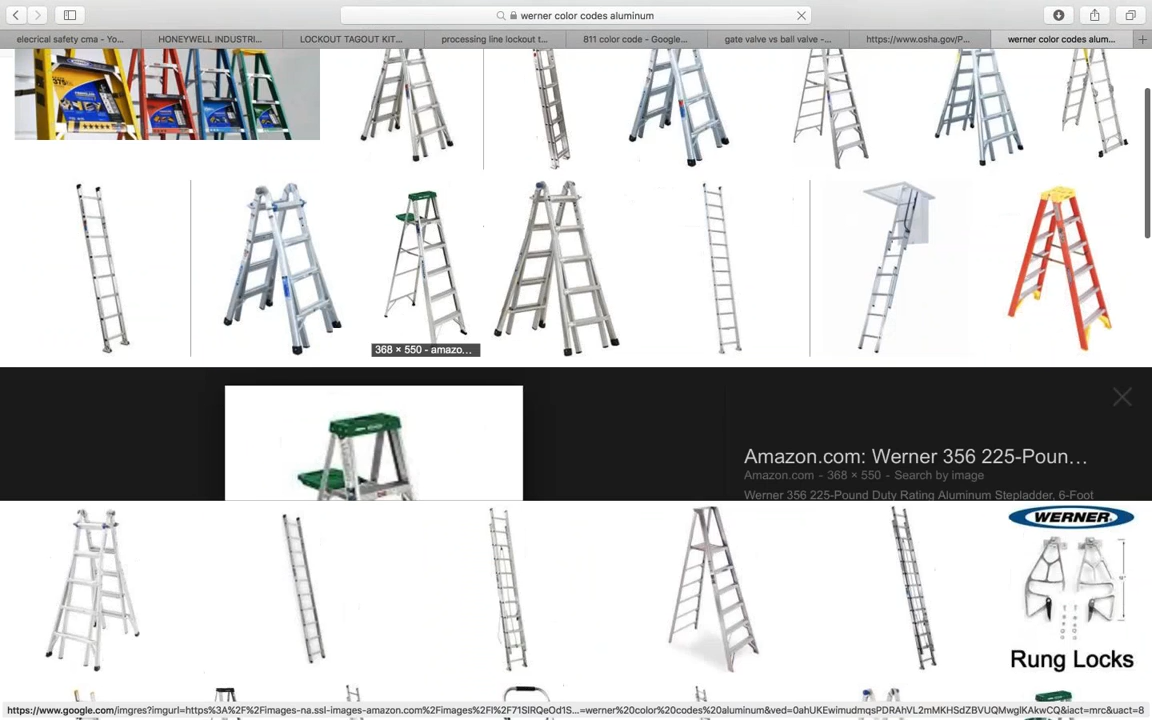 werner color codes aluminum
elecrical safety cma - Yo...
HONEYWELL INDUSTRI...
LOCKOUT TAGOUT KIT...
processing line lockout t...
811 color code - Google...
gate valve vs ball valve -...
https://www.osha.gov/P...
werner color codes alum...
368 × 550 - amazo...
Amazon.com: Werner 356 225-Poun...
Amazon.com - 368 × 550 - Search by image
Werner 356 225-Pound Duty Rating Aluminum Stepladder, 6-Foot
WERNER
Rung Locks
https://www.google.com/imgres?imgurl=https%3A%2F%2Fimages-na.ssl-images-amazon.com%2Fimages%2FI%2F71SIRQeOd1S...=werner%20color%20codes%20aluminum&ved=0ahUKEwimudmqsPDRAhVL2mMKHSdZBVUQMwgIKAkwCQ&iact=mrc&uact=8